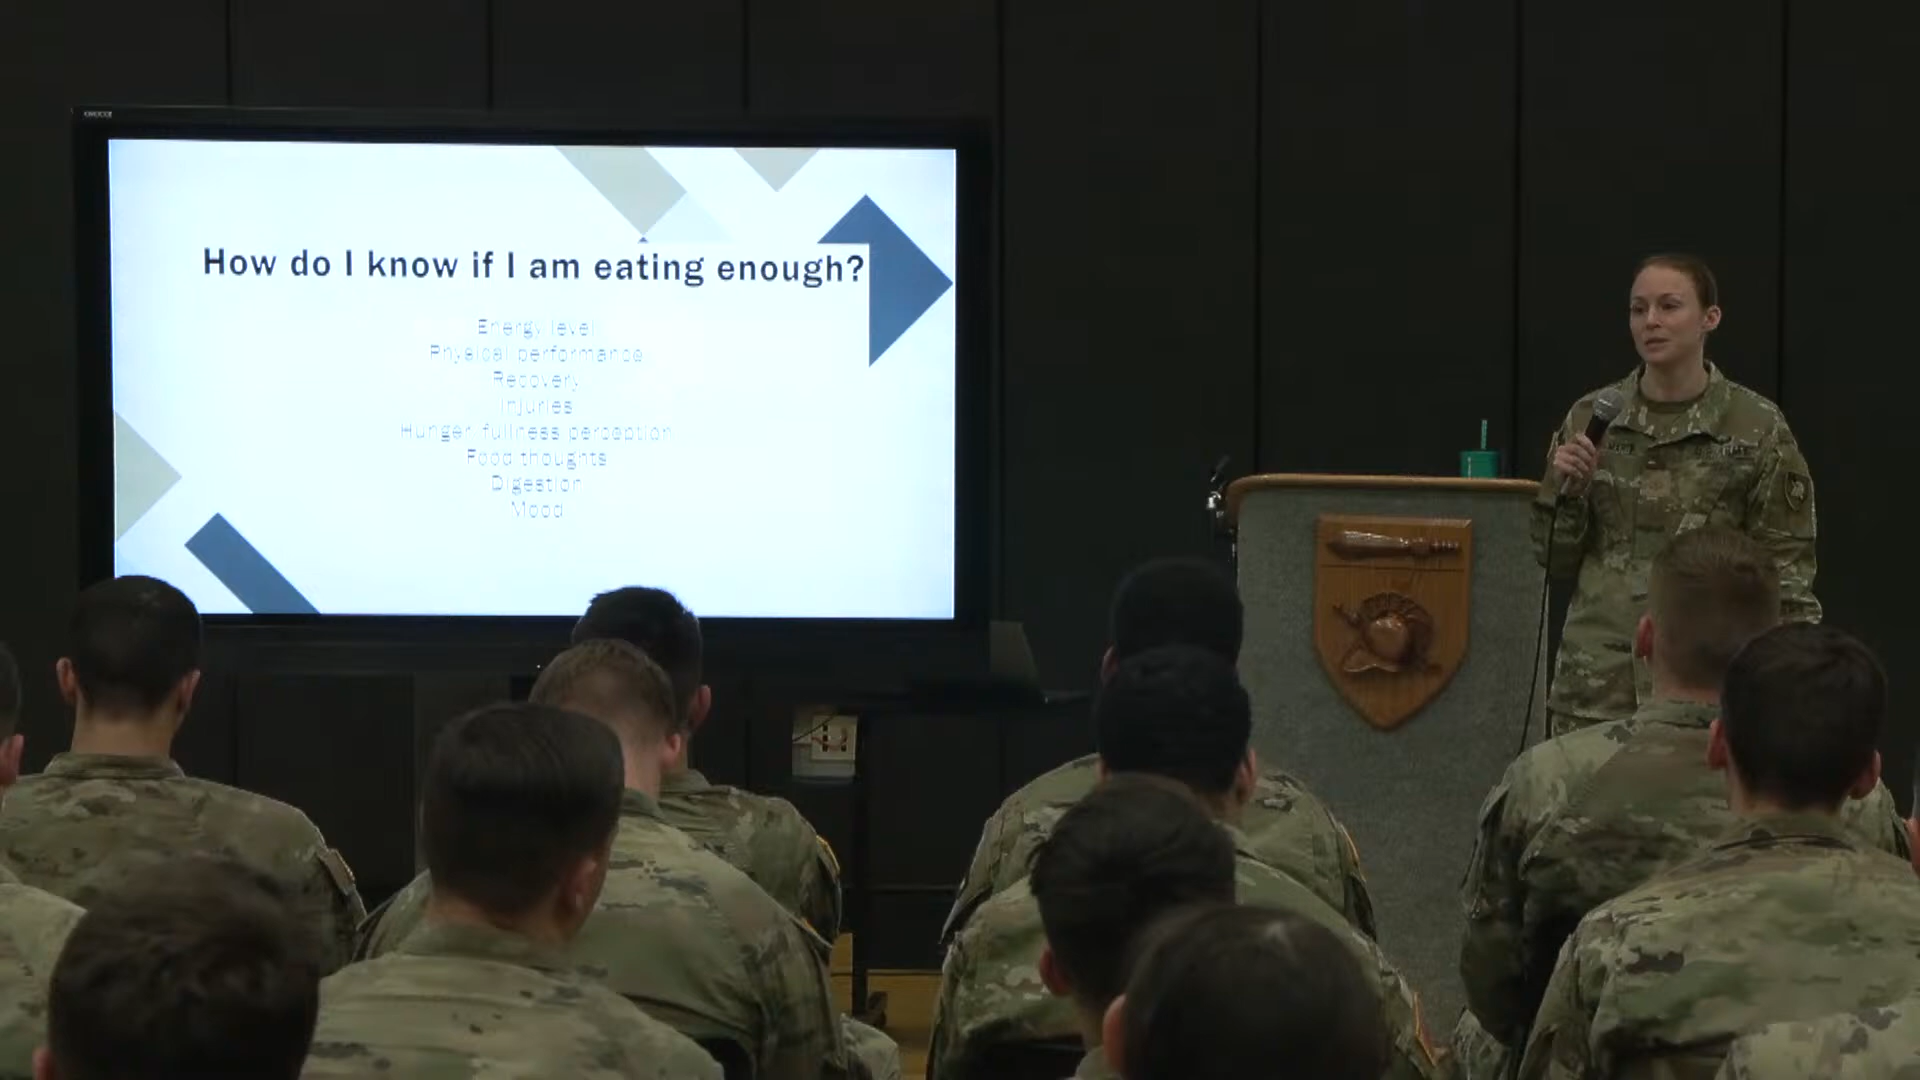 How do I know if I am eating enough?
Energy level
Physical performance
Recovery
Injuries
Hunger fullness perception
Food thoughts
Digestion
Mood